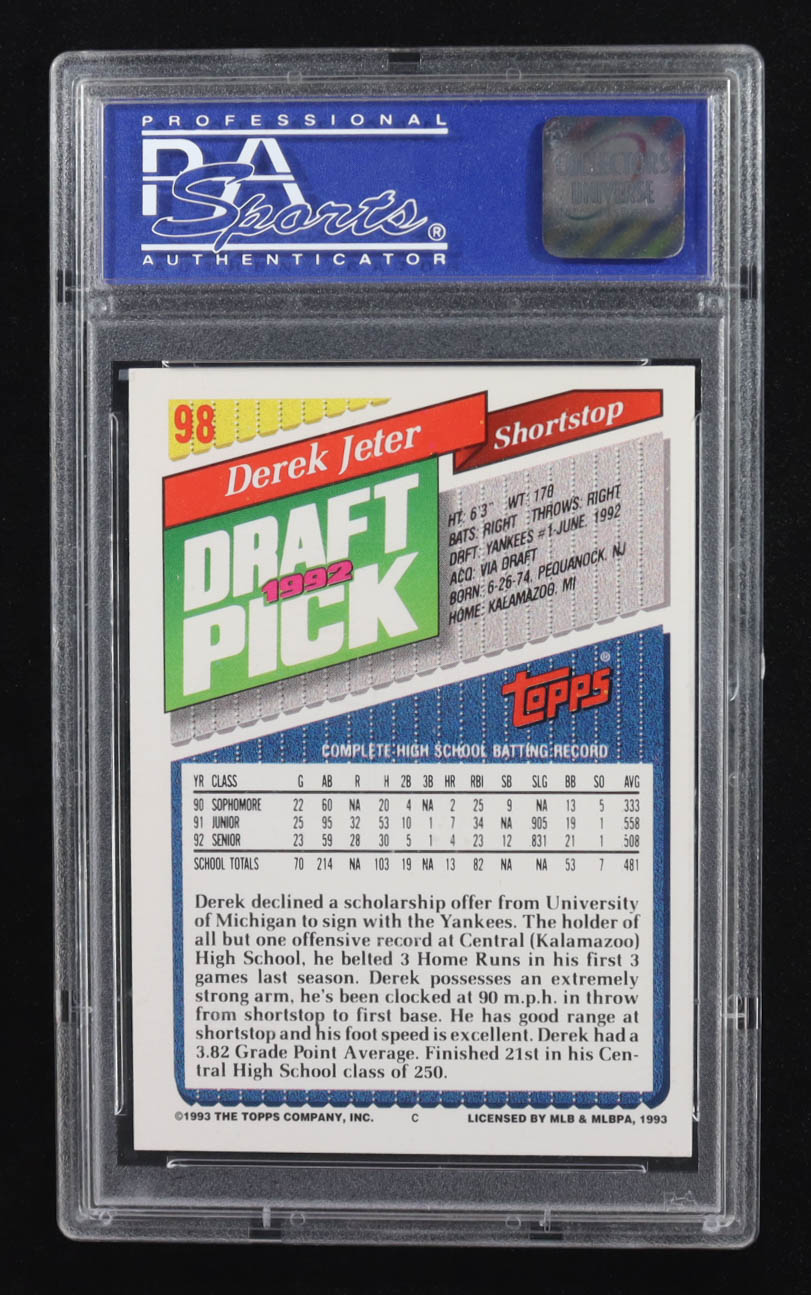 PROFESSIONAL
PSA
Sports®
AUTHENTICATOR
COLLECTORS
UNIVERSE
98
Derek Jeter
Shortstop
DRAFT
1992
PICK
HT: 6'3" WT: 170
BATS: RIGHT THROWS: RIGHT
DRFT: YANKEES #1-JUNE, 1992
ACQ: VIA DRAFT
BORN: 6-26-74, PEQUANOCK, NJ
HOME: KALAMAZOO, MI
Topps®
COMPLETE HIGH SCHOOL BATTING RECORD
YR CLASS G AB R H 2B 3B HR RBI SB SLG BB SO AVG
90 SOPHOMORE 22 60 NA 20 4 NA 2 25 9 NA 13 5 333
91 JUNIOR 25 95 32 53 10 1 7 34 NA 905 19 1 558
92 SENIOR 23 59 28 30 5 1 4 23 12 831 21 1 508
SCHOOL TOTALS 70 214 NA 103 19 NA 13 82 NA NA 53 7 481
Derek declined a scholarship offer from University
of Michigan to sign with the Yankees. The holder of
all but one offensive record at Central (Kalamazoo)
High School, he belted 3 Home Runs in his first 3
games last season. Derek possesses an extremely
strong arm, he's been clocked at 90 m.p.h. in throw
from shortstop to first base. He has good range at
shortstop and his foot speed is excellent. Derek had a
3.82 Grade Point Average. Finished 21st in his Cen-
tral High School class of 250.
©1993 THE TOPPS COMPANY, INC. C LICENSED BY MLB & MLBPA, 1993